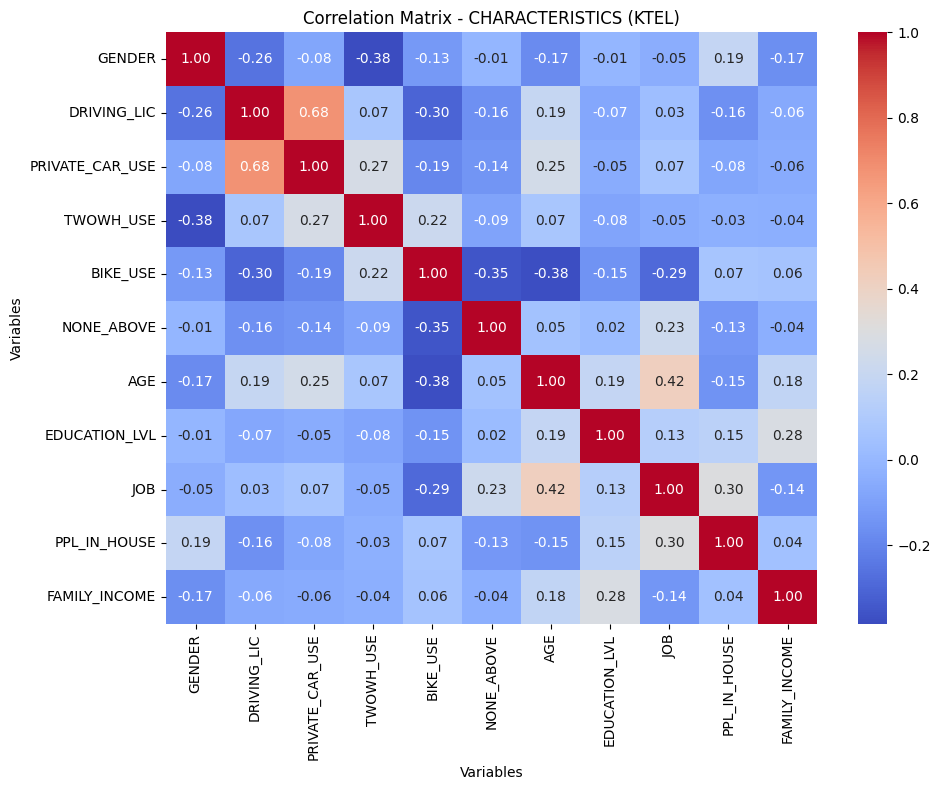 Correlation Matrix - CHARACTERISTICS (KTEL)
GENDER 1.00 -0.26 -0.08 -0.38 -0.13 -0.01 -0.17 -0.01 -0.05 0.19 -0.17
DRIVING_LIC -0.26 1.00 0.68 0.07 -0.30 -0.16 0.19 -0.07 0.03 -0.16 -0.06
PRIVATE_CAR_USE -0.08 0.68 1.00 0.27 -0.19 -0.14 0.25 -0.05 0.07 -0.08 -0.06
TWOWH_USE -0.38 0.07 0.27 1.00 0.22 -0.09 0.07 -0.08 -0.05 -0.03 -0.04
BIKE_USE -0.13 -0.30 -0.19 0.22 1.00 -0.35 -0.38 -0.15 -0.29 0.07 0.06
NONE_ABOVE -0.01 -0.16 -0.14 -0.09 -0.35 1.00 0.05 0.02 0.23 -0.13 -0.04
AGE -0.17 0.19 0.25 0.07 -0.38 0.05 1.00 0.19 0.42 -0.15 0.18
EDUCATION_LVL -0.01 -0.07 -0.05 -0.08 -0.15 0.02 0.19 1.00 0.13 0.15 0.28
JOB -0.05 0.03 0.07 -0.05 -0.29 0.23 0.42 0.13 1.00 0.30 -0.14
PPL_IN_HOUSE 0.19 -0.16 -0.08 -0.03 0.07 -0.13 -0.15 0.15 0.30 1.00 0.04
FAMILY_INCOME -0.17 -0.06 -0.06 -0.04 0.06 -0.04 0.18 0.28 -0.14 0.04 1.00
Variables
GENDER
DRIVING_LIC
PRIVATE_CAR_USE
TWOWH_USE
BIKE_USE
NONE_ABOVE
AGE
EDUCATION_LVL
JOB
PPL_IN_HOUSE
FAMILY_INCOME
Variables
1.0
0.8
0.6
0.4
0.2
0.0
−0.2